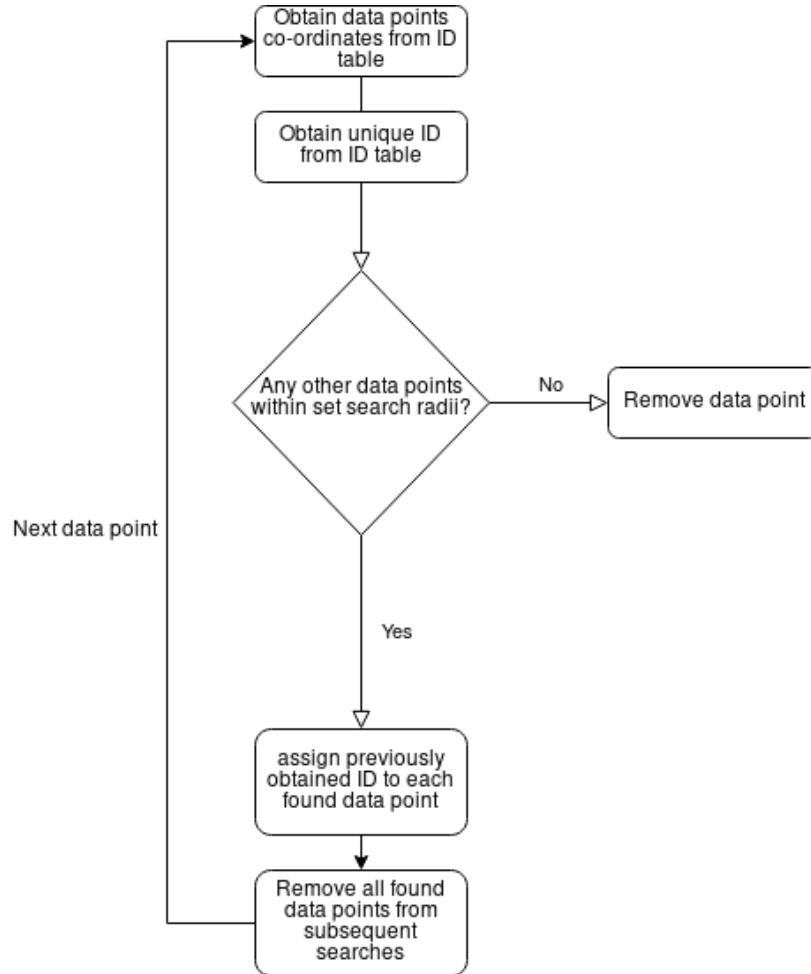 Obtain data points
co-ordinates from ID
table
Obtain unique ID
from ID table
Any other data points
within set search radii?
No
Remove data point
Next data point
Yes
assign previously
obtained ID to each
found data point
Remove all found
data points from
subsequent
searches